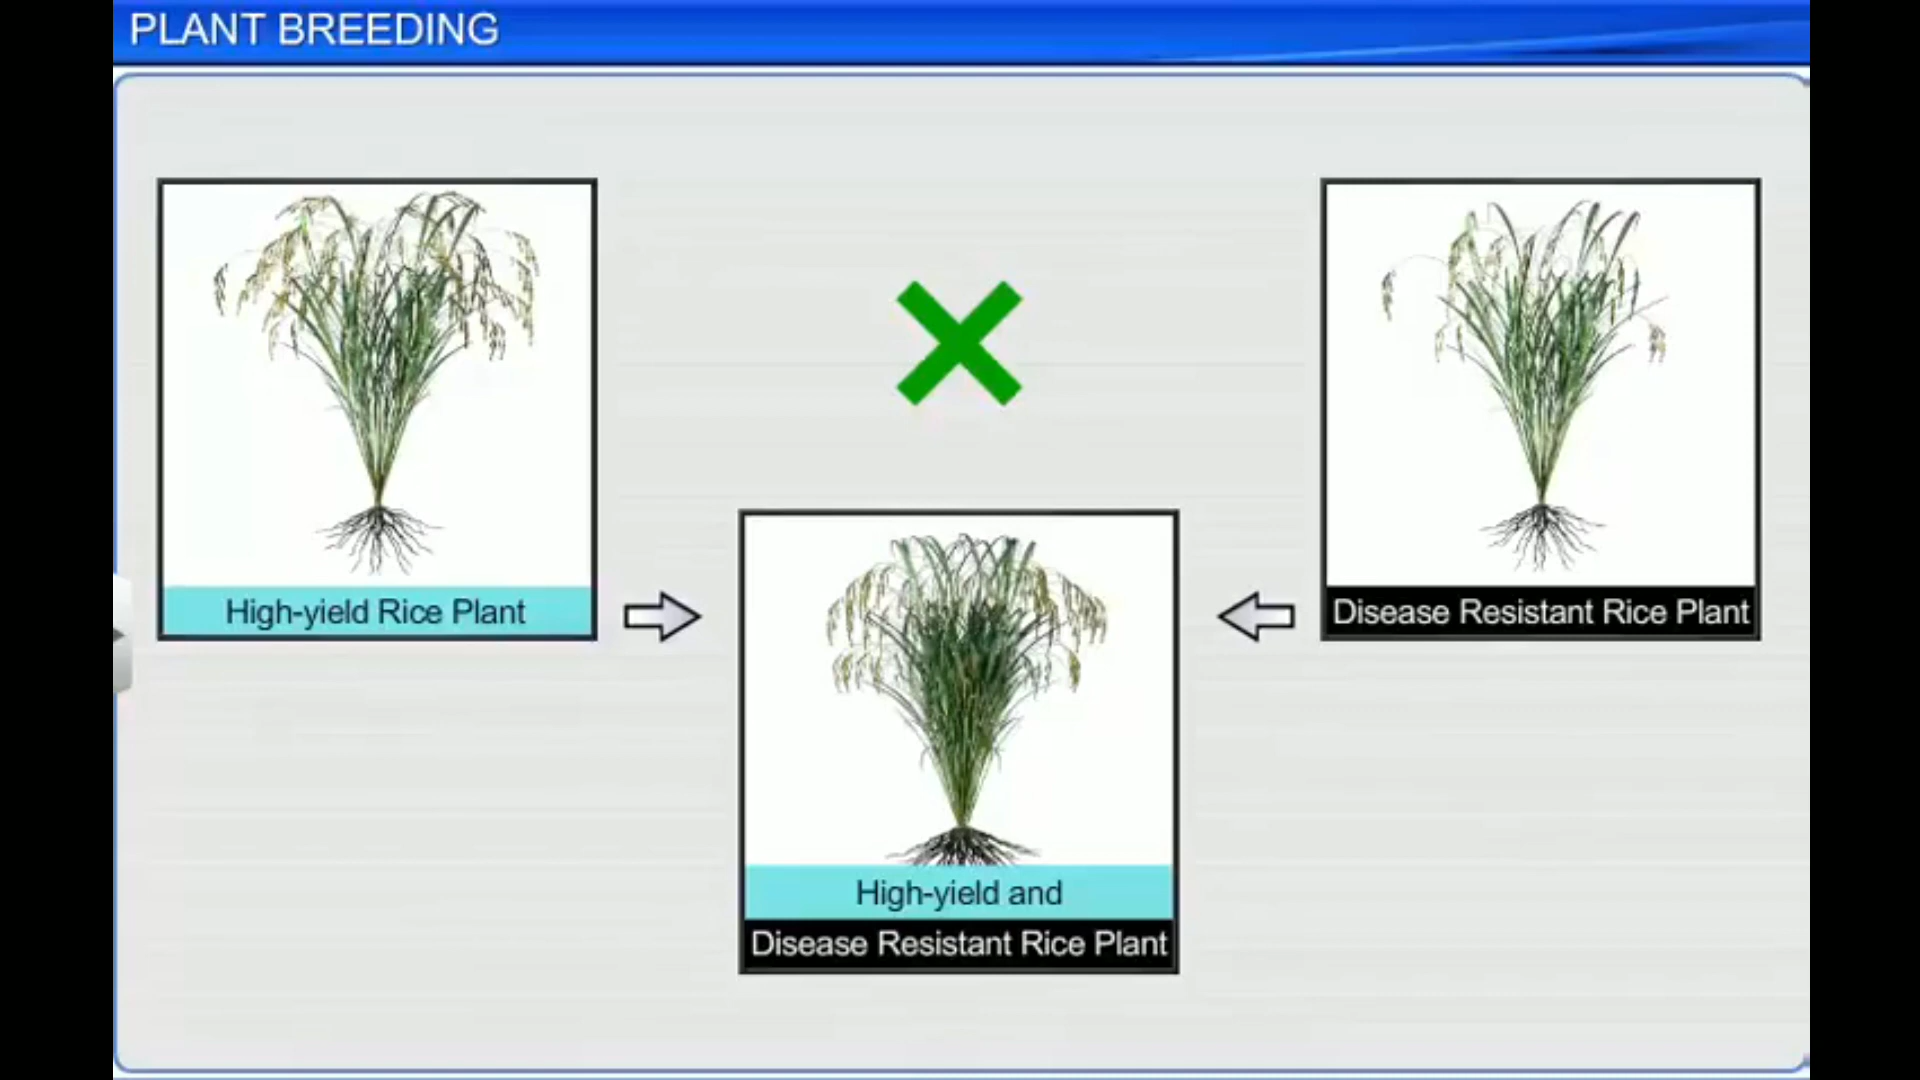 PLANT BREEDING
High-yield Rice Plant
Disease Resistant Rice Plant
High-yield and
Disease Resistant Rice Plant